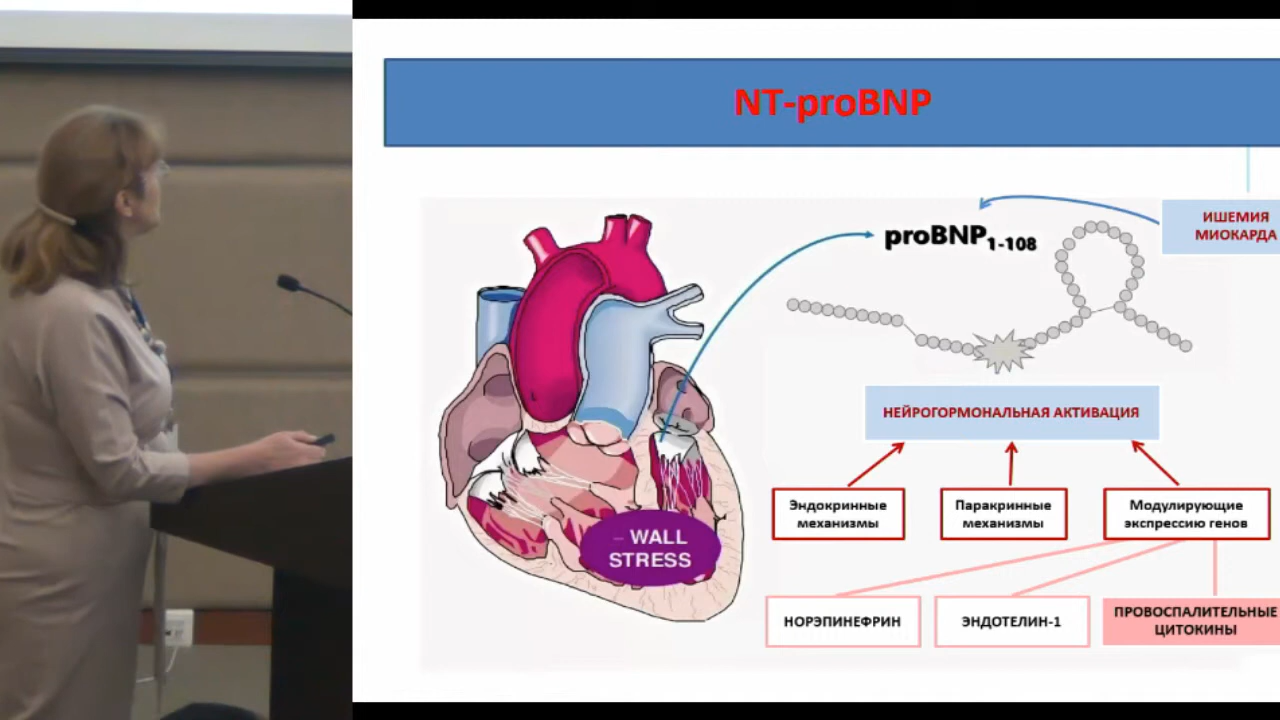 NT-proBNP
proBNP1-108
ИШЕМИЯ
МИОКАРДА
НЕЙРОГОРМОНАЛЬНАЯ АКТИВАЦИЯ
Эндокринные
механизмы
Паракринные
механизмы
Модулирующие
экспрессию генов
– WALL
STRESS
НОРЭПИНЕФРИН
ЭНДОТЕЛИН-1
ПРОВОСПАЛИТЕЛЬНЫЕ
ЦИТОКИНЫ